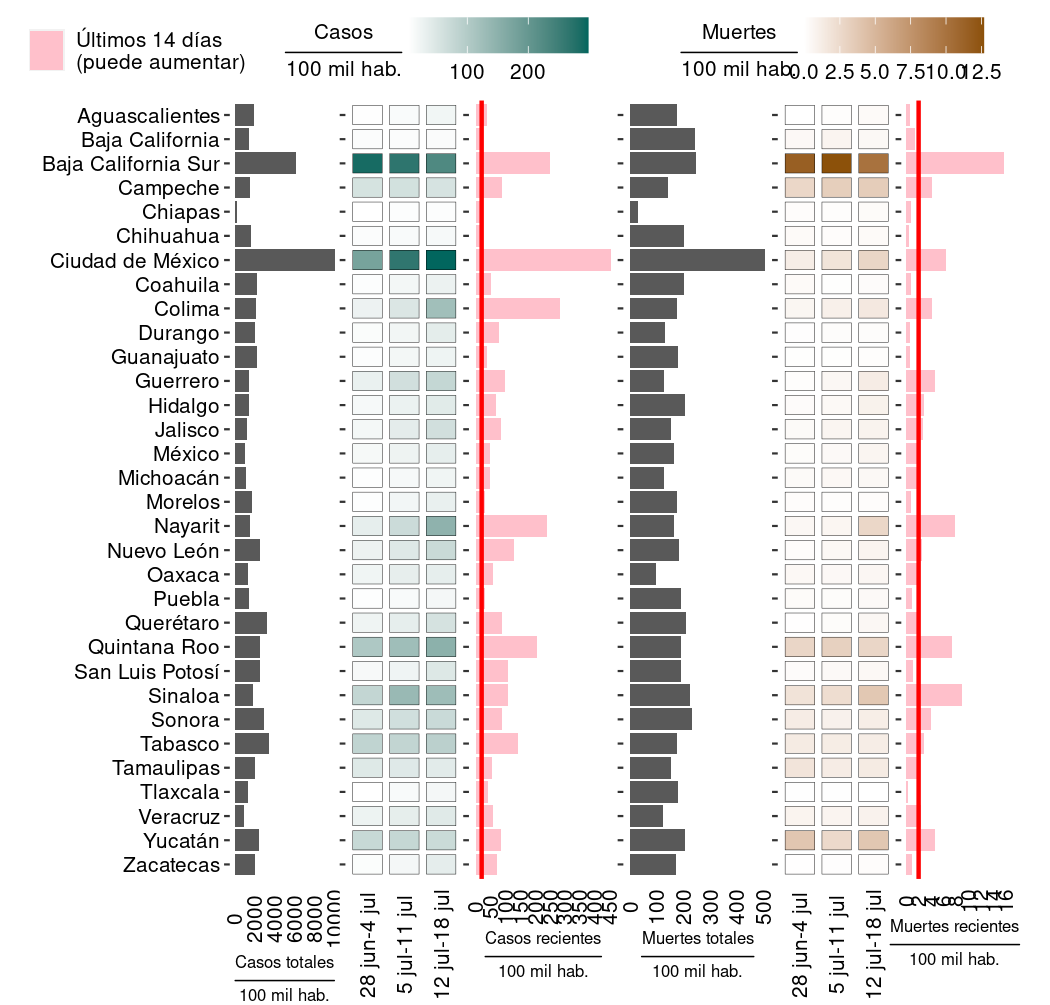 Últimos 14 días
(puede aumentar)
Casos
100 mil hab.
100 200
Muertes
100 mil hab.
0.0 2.5 5.0 7.5 10.0 12.5
Aguascalientes
Baja California
Baja California Sur
Campeche
Chiapas
Chihuahua
Ciudad de México
Coahuila
Colima
Durango
Guanajuato
Guerrero
Hidalgo
Jalisco
México
Michoacán
Morelos
Nayarit
Nuevo León
Oaxaca
Puebla
Querétaro
Quintana Roo
San Luis Potosí
Sinaloa
Sonora
Tabasco
Tamaulipas
Tlaxcala
Veracruz
Yucatán
Zacatecas
0 2000 4000 6000 8000 10000
Casos totales
100 mil hab.
28 jun-4 jul
5 jul-11 jul
12 jul-18 jul
0 50 100 150 200 250 300 350 400 450
Casos recientes
100 mil hab.
0 100 200 300 400 500
Muertes totales
100 mil hab.
28 jun-4 jul
5 jul-11 jul
12 jul-18 jul
0 2 4 6 8 10 12 14 16
Muertes recientes
100 mil hab.